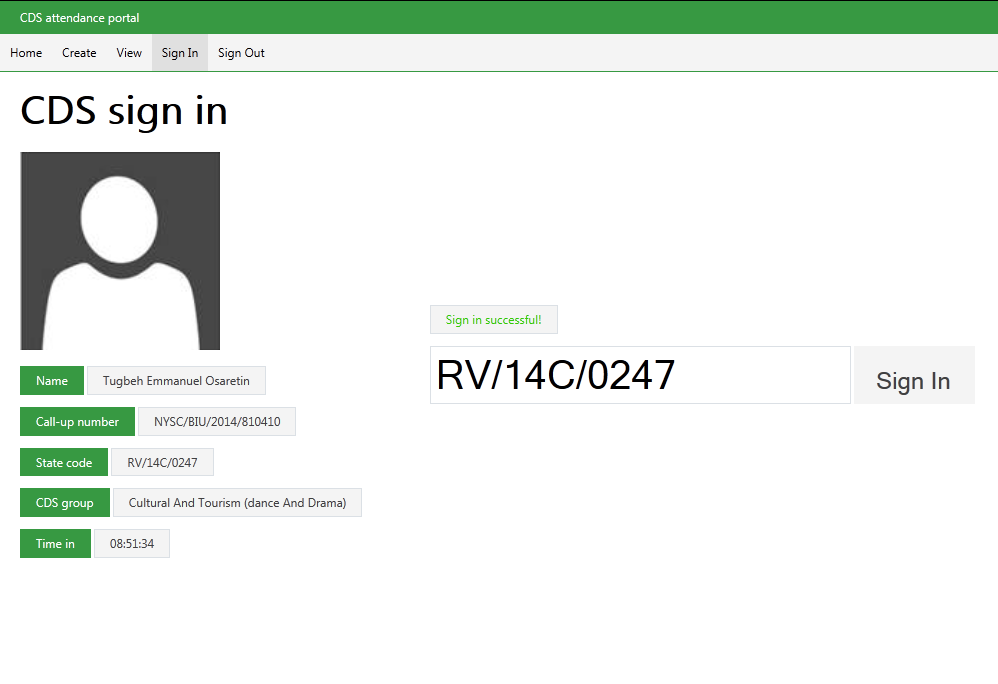 CDS attendance portal
Home Create View Sign In Sign Out
CDS sign in
Sign in successful!
RV/14C/0247 Sign In
Name Tugbeh Emmanuel Osaretin
Call-up number NYSC/BIU/2014/810410
State code RV/14C/0247
CDS group Cultural And Tourism (dance And Drama)
Time in 08:51:34